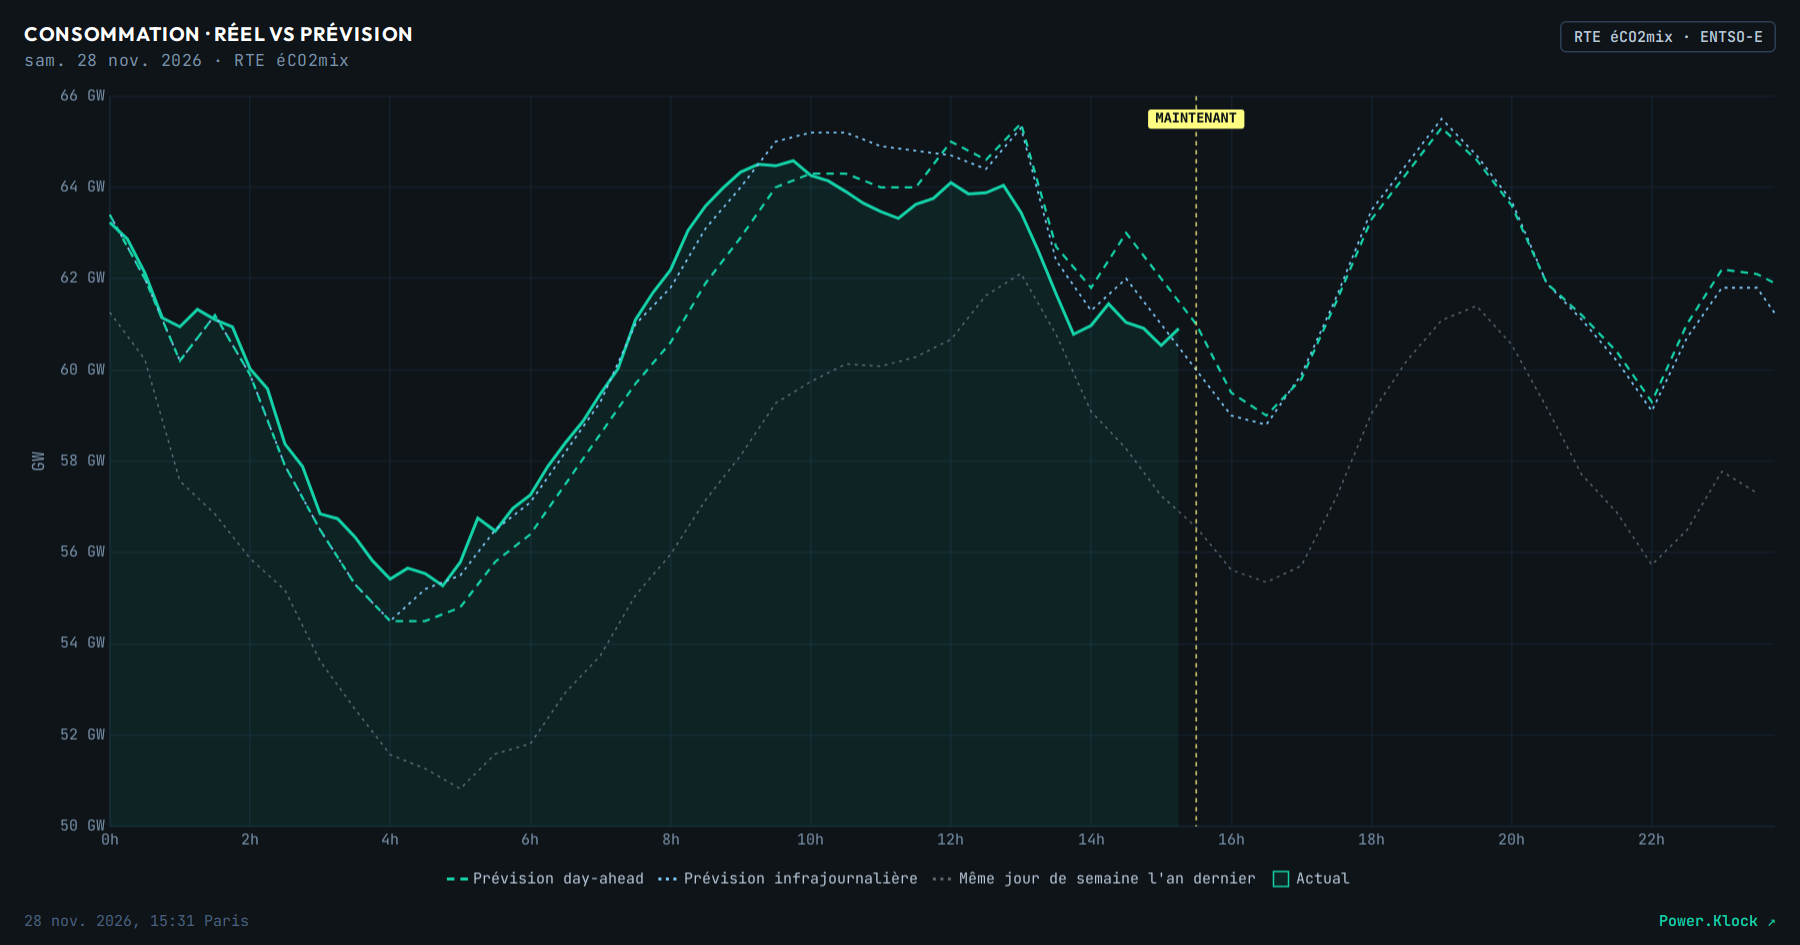 CONSOMMATION · RÉEL VS PRÉVISION
sam. 28 nov. 2026 · RTE éCO2mix
RTE éCO2mix · ENTSO-E
66 GW
64 GW
62 GW
60 GW
58 GW
56 GW
54 GW
52 GW
50 GW
GW
MAINTENANT
0h
2h
4h
6h
8h
10h
12h
14h
16h
18h
20h
22h
Prévision day-ahead
Prévision infrajournalière
Même jour de semaine l'an dernier
Actual
28 nov. 2026, 15:31 Paris
Power.Klock ↗